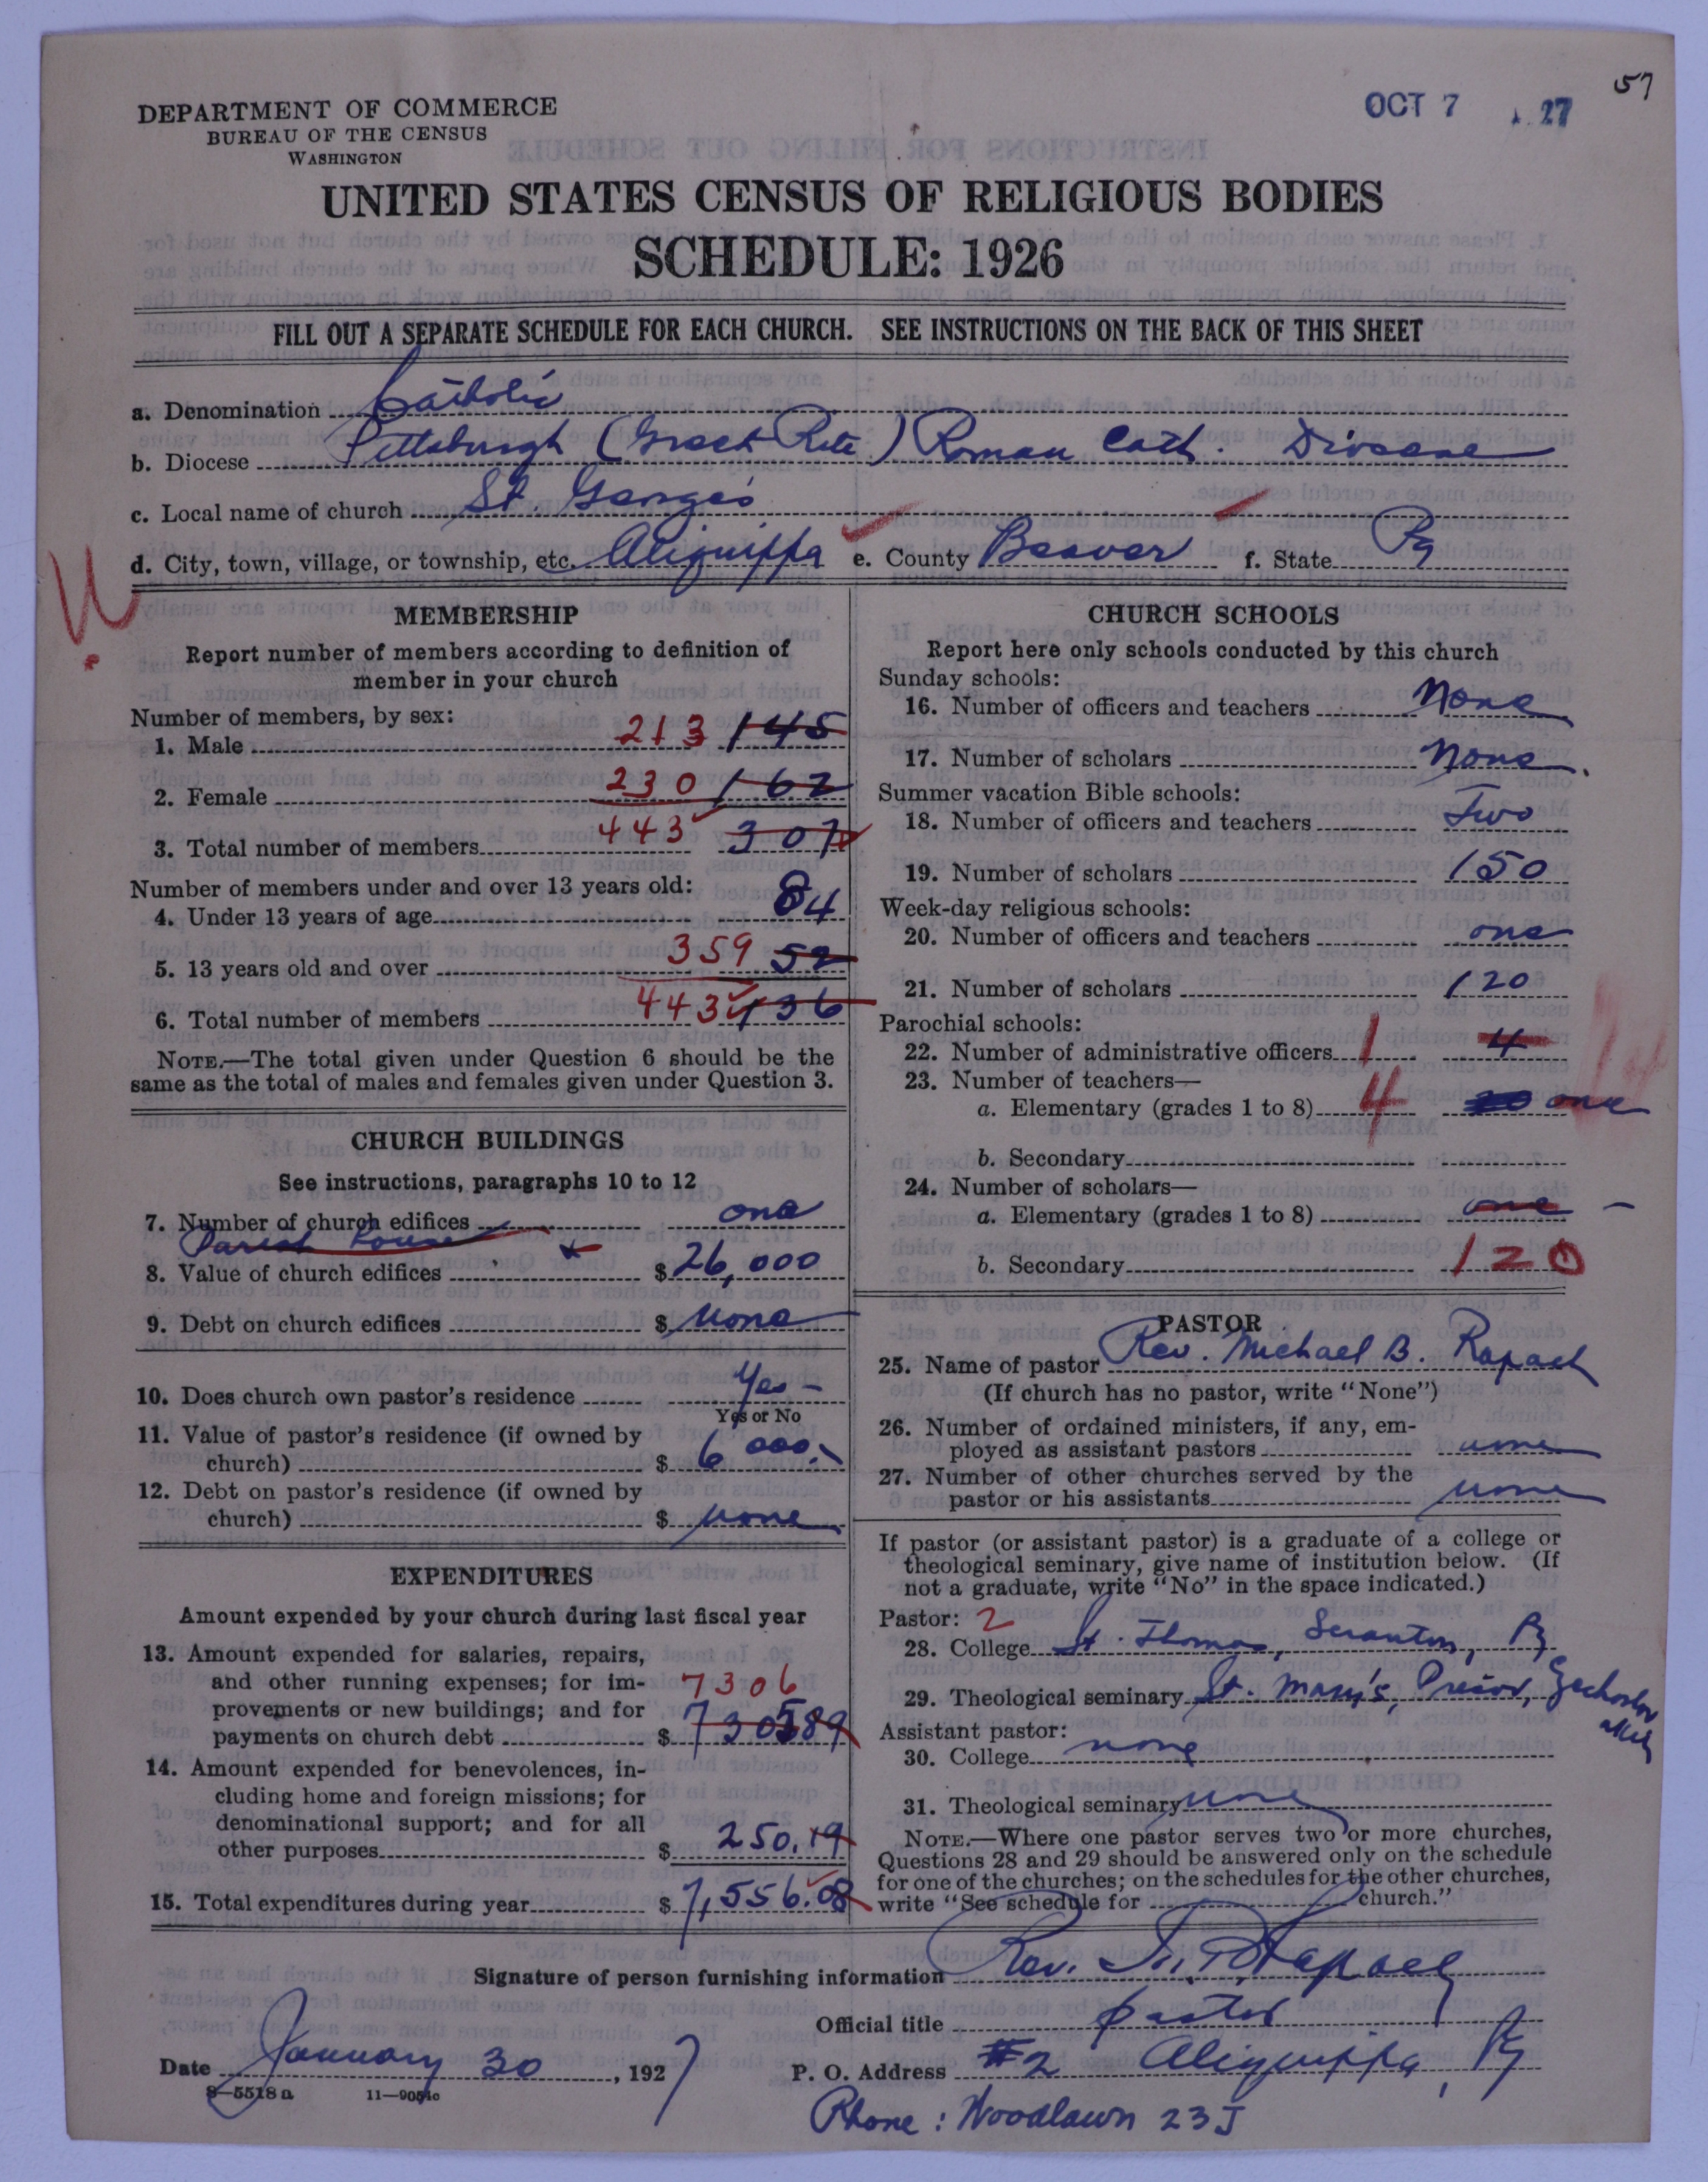 57
OCT 7 1927
DEPARTMENT OF COMMERCE
BUREAU OF THE CENSUS
WASHINGTON
UNITED STATES CENSUS OF RELIGIOUS BODIES
SCHEDULE: 1926
FILL OUT A SEPARATE SCHEDULE FOR EACH CHURCH. SEE INSTRUCTIONS ON THE BACK OF THIS SHEET
a. Denomination Catholic
b. Diocese Pittsburgh (Greek Rite) Roman Cath. Diocese
c. Local name of church St. George's
d. City, town, village, or township, etc. Aliquippa e. County Beaver f. State Pa
MEMBERSHIP
Report number of members according to definition of
member in your church
Number of members, by sex:
1. Male 213 145
2. Female 230 162
3. Total number of members 443 307
Number of members under and over 13 years old:
4. Under 13 years of age 84
5. 13 years old and over 359 52
6. Total number of members 443 136
NOTE.—The total given under Question 6 should be the
same as the total of males and females given under Question 3.
CHURCH BUILDINGS
See instructions, paragraphs 10 to 12
7. Number of church edifices one
Parish house
8. Value of church edifices $ 26,000
9. Debt on church edifices $ none
10. Does church own pastor's residence Yes –
Yes or No
11. Value of pastor's residence (if owned by
church) $ 6 000.–
12. Debt on pastor's residence (if owned by
church) $ none
EXPENDITURES
Amount expended by your church during last fiscal year
13. Amount expended for salaries, repairs,
and other running expenses; for im-
7306
provements or new buildings; and for
payments on church debt $ 7305 89
14. Amount expended for benevolences, in-
cluding home and foreign missions; for
denominational support; and for all
other purposes $ 250.19
15. Total expenditures during year $ 7,556.08
CHURCH SCHOOLS
Report here only schools conducted by this church
Sunday schools:
16. Number of officers and teachers None
17. Number of scholars None.
Summer vacation Bible schools:
18. Number of officers and teachers Two
19. Number of scholars 150
Week-day religious schools:
20. Number of officers and teachers one
21. Number of scholars 120
Parochial schools:
22. Number of administrative officers 1 4
23. Number of teachers—
a. Elementary (grades 1 to 8) 4 20 one
b. Secondary
24. Number of scholars—
a. Elementary (grades 1 to 8) one –
b. Secondary 120
PASTOR
25. Name of pastor Rev. Michael B. Rapach
(If church has no pastor, write "None")
26. Number of ordained ministers, if any, em-
ployed as assistant pastors none
27. Number of other churches served by the
pastor or his assistants none
If pastor (or assistant pastor) is a graduate of a college or
theological seminary, give name of institution below. (If
not a graduate, write "No" in the space indicated.)
Pastor: 2
28. College St. Thomas, Scranton, Pa
29. Theological seminary St. Mary's, Presov,
Assistant pastor:
30. College none
31. Theological seminary none
NOTE.—Where one pastor serves two or more churches,
Questions 28 and 29 should be answered only on the schedule
for one of the churches; on the schedules for the other churches,
write "See schedule for church."
Signature of person furnishing information Rev. M. B. Rapach
Official title pastor
Date January 30, 1927 P. O. Address #2 Aliquippa, Pa
8—5518 a 11—9051c
Phone: Woodlawn 23 J